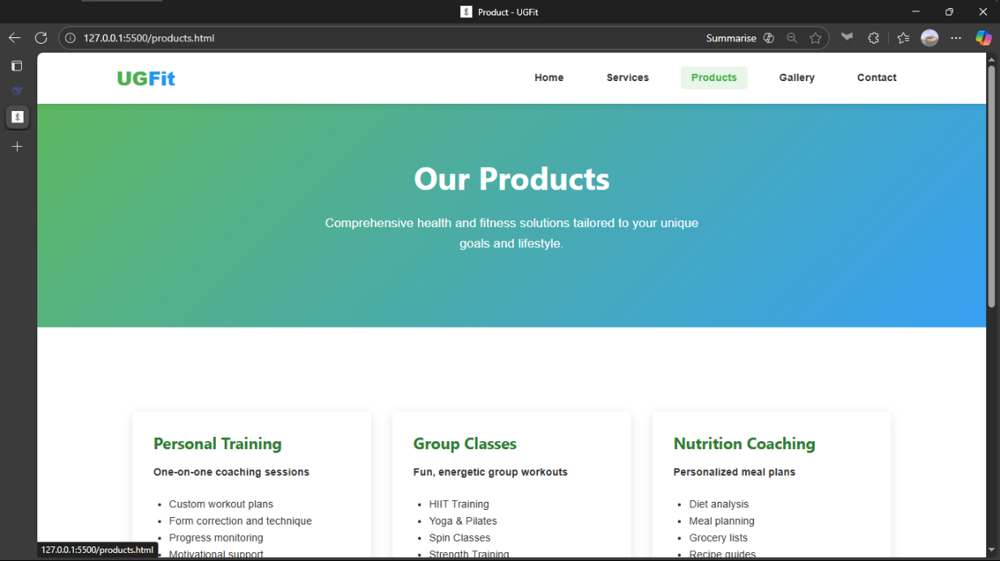 Product - UGFit
127.0.0.1:5500/products.html
Summarise
UGFit
Home
Services
Products
Gallery
Contact
Our Products
Comprehensive health and fitness solutions tailored to your unique
goals and lifestyle.
Personal Training
One-on-one coaching sessions
• Custom workout plans
• Form correction and technique
• Progress monitoring
• Motivational support
Group Classes
Fun, energetic group workouts
• HIIT Training
• Yoga & Pilates
• Spin Classes
• Strength Training
Nutrition Coaching
Personalized meal plans
• Diet analysis
• Meal planning
• Grocery lists
• Recipe guides
127.0.0.1:5500/products.html